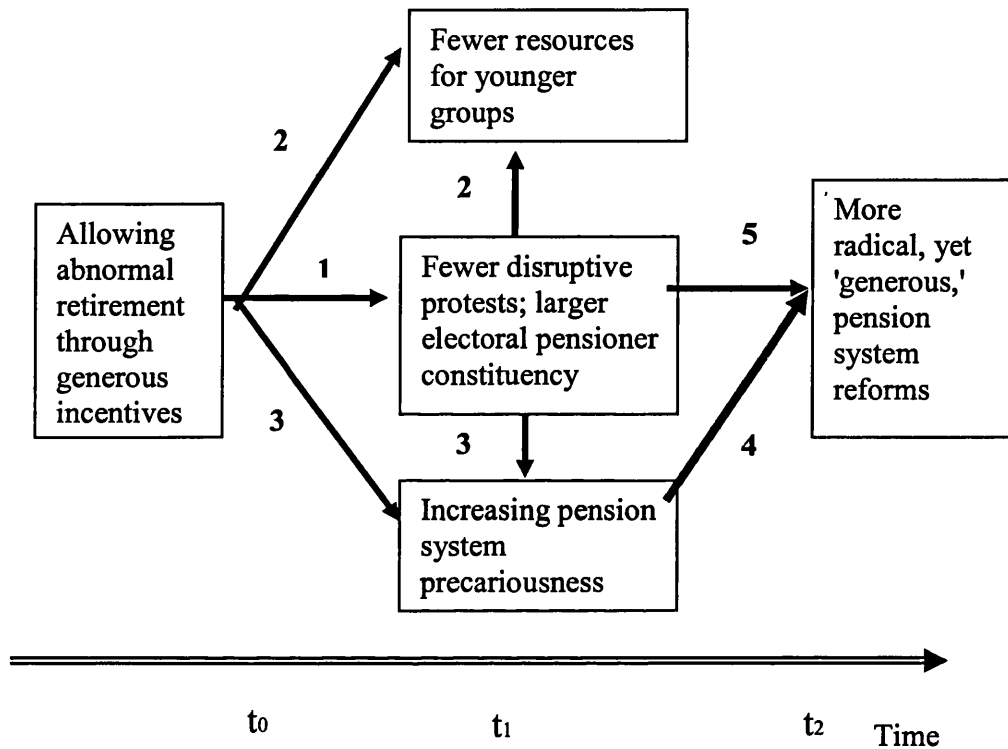 Fewer resources
for younger
groups
2
2
Allowing
abnormal
retirement
through
generous
incentives
1
Fewer disruptive
protests; larger
electoral pensioner
constituency
5
More
radical, yet
'generous,'
pension
system
reforms
3
3
4
Increasing pension
system
precariousness
t0
t1
t2
Time